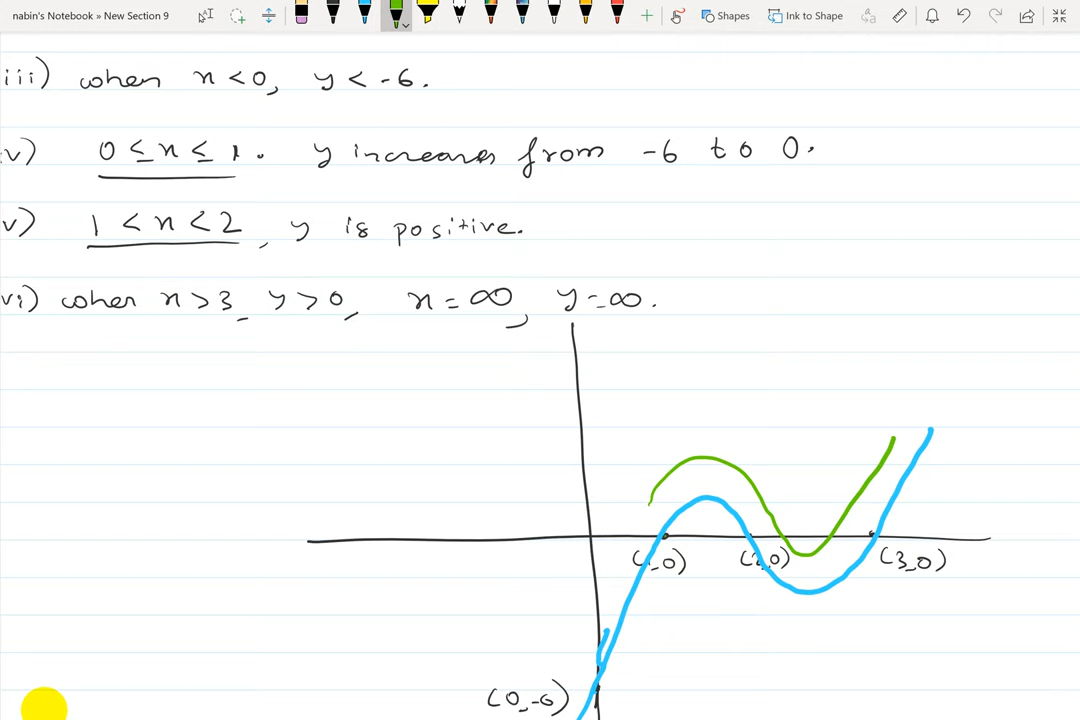 nabin's Notebook » New Section 9
Shapes
Ink to Shape
iii) when x < 0, y < -6.
v) 0 ≤ x ≤ 1. y increases from -6 to 0.
v) 1 < x < 2, y is positive.
vi) when x > 3, y > 0, x = ∞, y = ∞.
(1,0)
(2,0)
(3,0)
(0,-6)